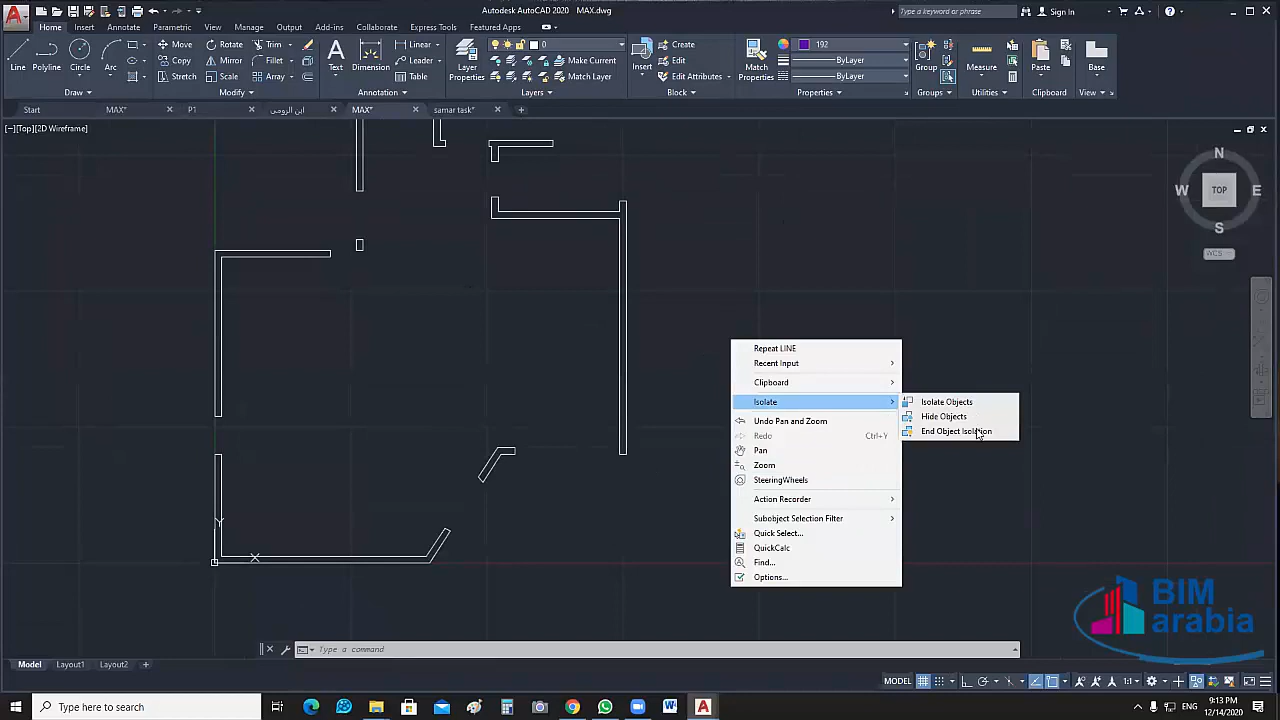 Autodesk AutoCAD 2020 MAX.dwg
Type a keyword or phrase
Sign In
Home Insert Annotate Parametric View Manage Output Add-ins Collaborate Express Tools Featured Apps
Line Polyline Circle Arc
Move Rotate Trim
Copy Mirror Fillet
Stretch Scale Array
Text Dimension
Linear
Leader
Table
Layer Properties
0
Make Current
Match Layer
Insert
Create
Edit
Edit Attributes
Match Properties
192
ByLayer
ByLayer
Group Measure Paste Base
Draw Modify Annotation Layers Block Properties Groups Utilities Clipboard View
Start MAX* P1 ابن الرومي MAX* samar task*
[−][Top][2D Wireframe]
N
W TOP E
S
WCS
Repeat LINE
Recent Input
Clipboard
Isolate
Undo Pan and Zoom
Redo Ctrl+Y
Pan
Zoom
SteeringWheels
Action Recorder
Subobject Selection Filter
Quick Select...
QuickCalc
Find...
Options...
Isolate Objects
Hide Objects
End Object Isolation
Y
X
BIM
arabia
Type a command
Model Layout1 Layout2
MODEL
1:1
Type here to search
ENG
9:13 PM
12/14/2020